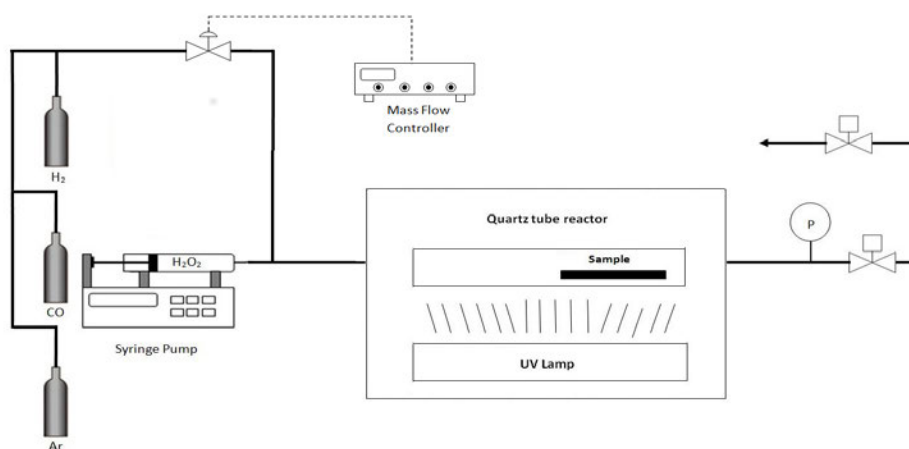 Mass Flow
Controller
H₂
Quartz tube reactor
P
H₂O₂
Sample
CO
Syringe Pump
UV Lamp
Ar